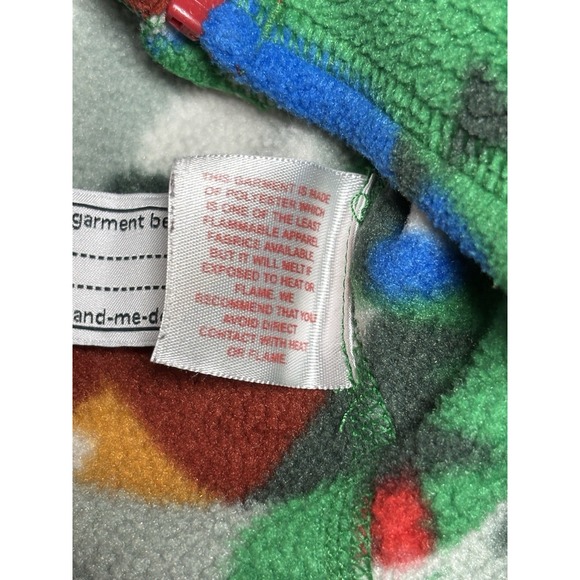 THIS GARMENT IS MADE
OF POLYESTER WHICH
IS ONE OF THE LEAST
FLAMMABLE APPAREL
FABRICS AVAILABLE
BUT IT WILL MELT IF
EXPOSED TO HEAT OR
FLAME. WE
RECOMMEND THAT YOU
AVOID DIRECT
CONTACT WITH HEAT
OR FLAME
garment be
and-me-d